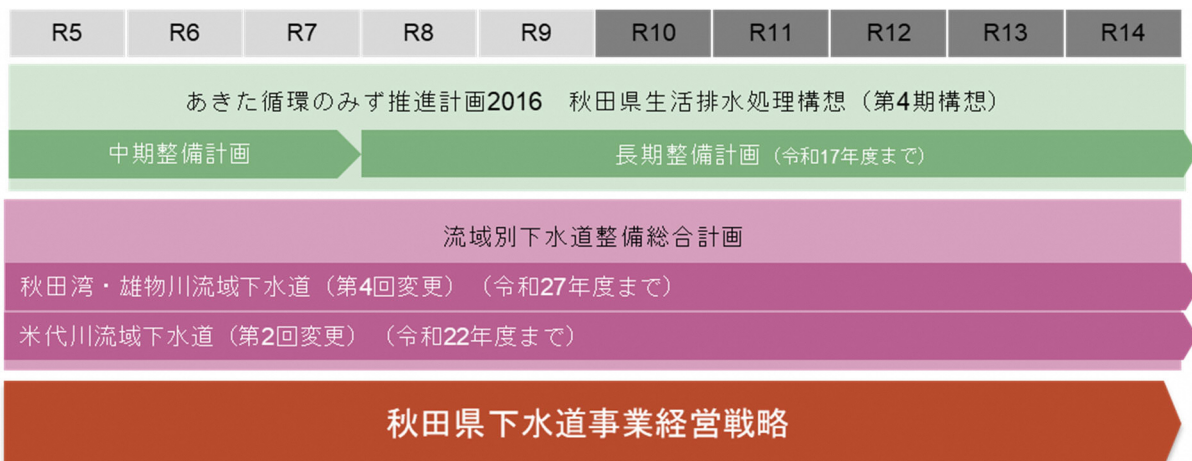 R5 R6 R7 R8 R9 R10 R11 R12 R13 R14
あきた循環のみず推進計画2016　秋田県生活排水処理構想（第4期構想）
中期整備計画 長期整備計画（令和17年度まで）
流域別下水道整備総合計画
秋田湾・雄物川流域下水道（第4回変更）（令和27年度まで）
米代川流域下水道（第2回変更）（令和22年度まで）
秋田県下水道事業経営戦略